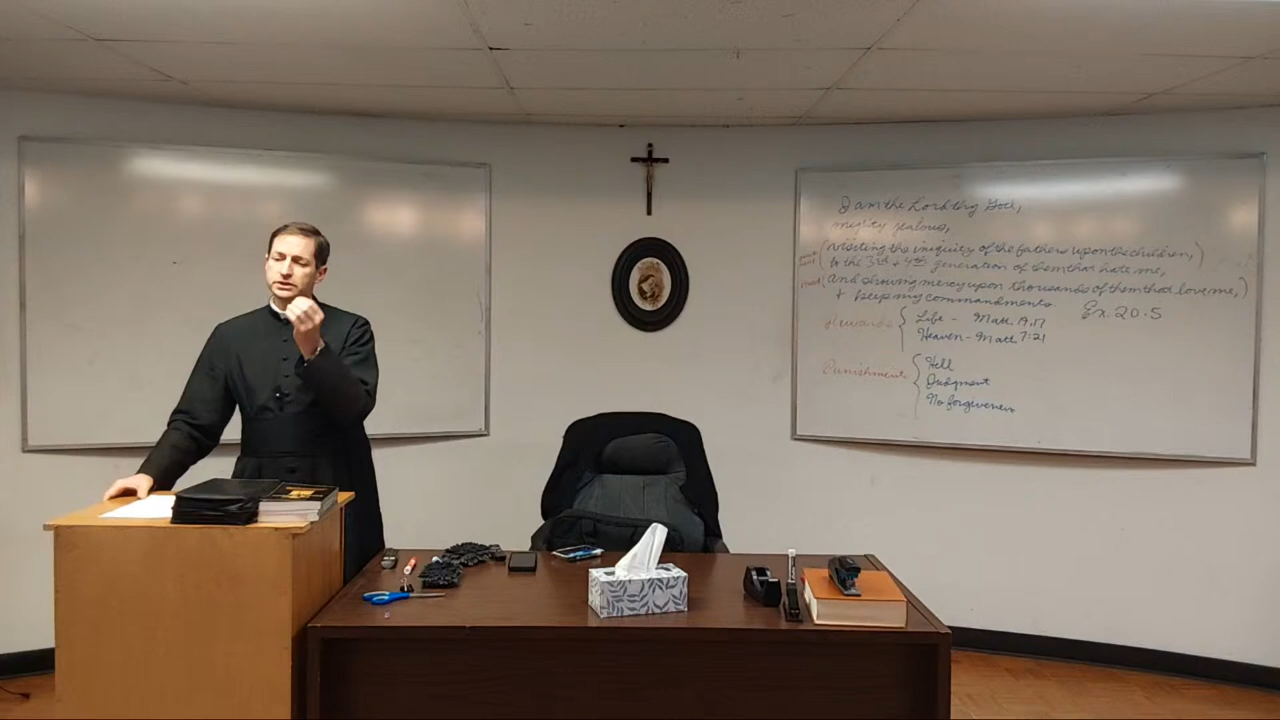 I am the Lord thy God,
mighty jealous,
(visiting the iniquity of the fathers upon the children,)
to the 3rd + 4th generation of them that hate me,
(and showing mercy upon thousands of them that love me,)
+ keep my commandments. Ex. 20.5
Rewards { Life - Matt 19,17
Heaven - Matt 7:21
Punishments { Hell
Judgment
No forgiveness